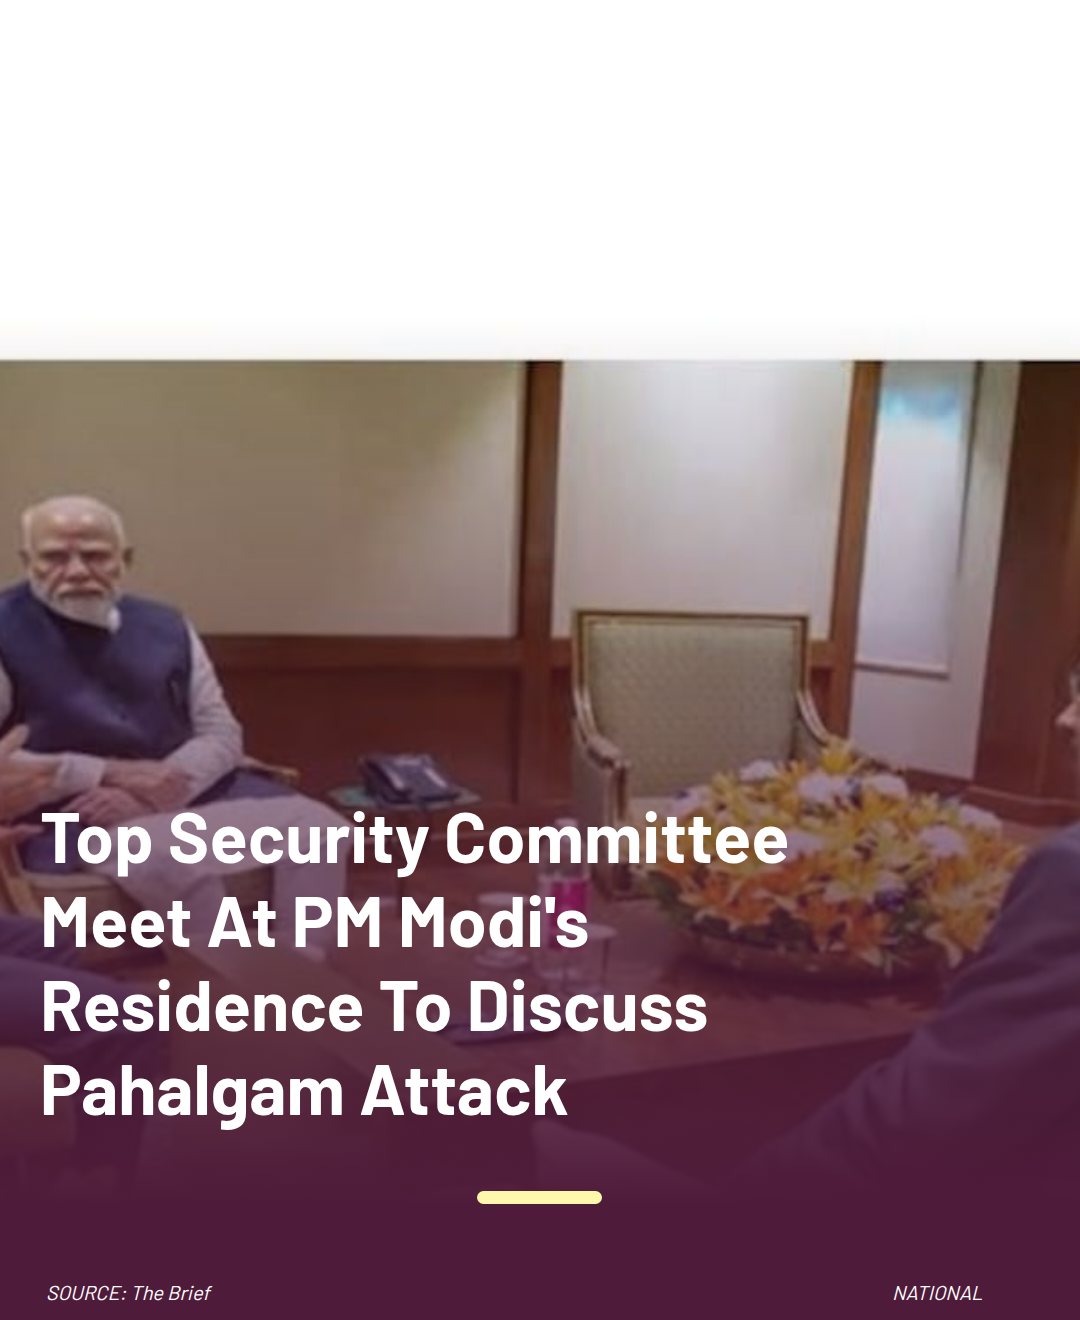 Top Security Committee
Meet At PM Modi's
Residence To Discuss
Pahalgam Attack
SOURCE: The Brief
NATIONAL